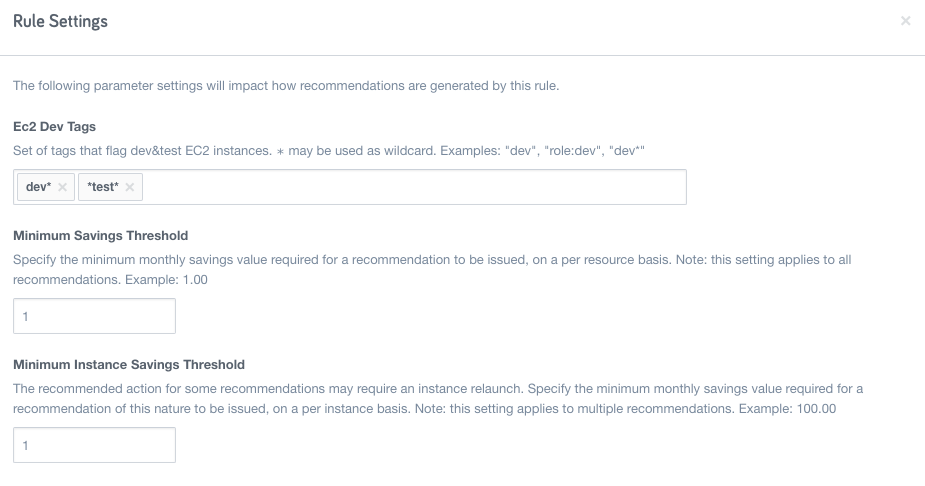 Rule Settings ×
The following parameter settings will impact how recommendations are generated by this rule.
Ec2 Dev Tags
Set of tags that flag dev&test EC2 instances. * may be used as wildcard. Examples: "dev", "role:dev", "dev*"
dev* × *test* ×
Minimum Savings Threshold
Specify the minimum monthly savings value required for a recommendation to be issued, on a per resource basis. Note: this setting applies to all
recommendations. Example: 1.00
1
Minimum Instance Savings Threshold
The recommended action for some recommendations may require an instance relaunch. Specify the minimum monthly savings value required for a
recommendation of this nature to be issued, on a per instance basis. Note: this setting applies to multiple recommendations. Example: 100.00
1